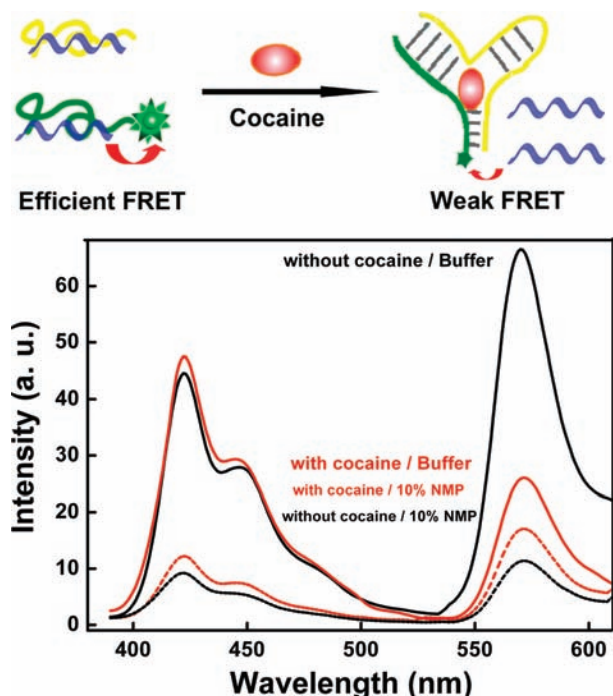 Cocaine
Efficient FRET
Weak FRET
60
50
40
30
20
10
0
Intensity (a. u.)
without cocaine / Buffer
with cocaine / Buffer
with cocaine / 10% NMP
without cocaine / 10% NMP
400
450
500
550
600
Wavelength (nm)